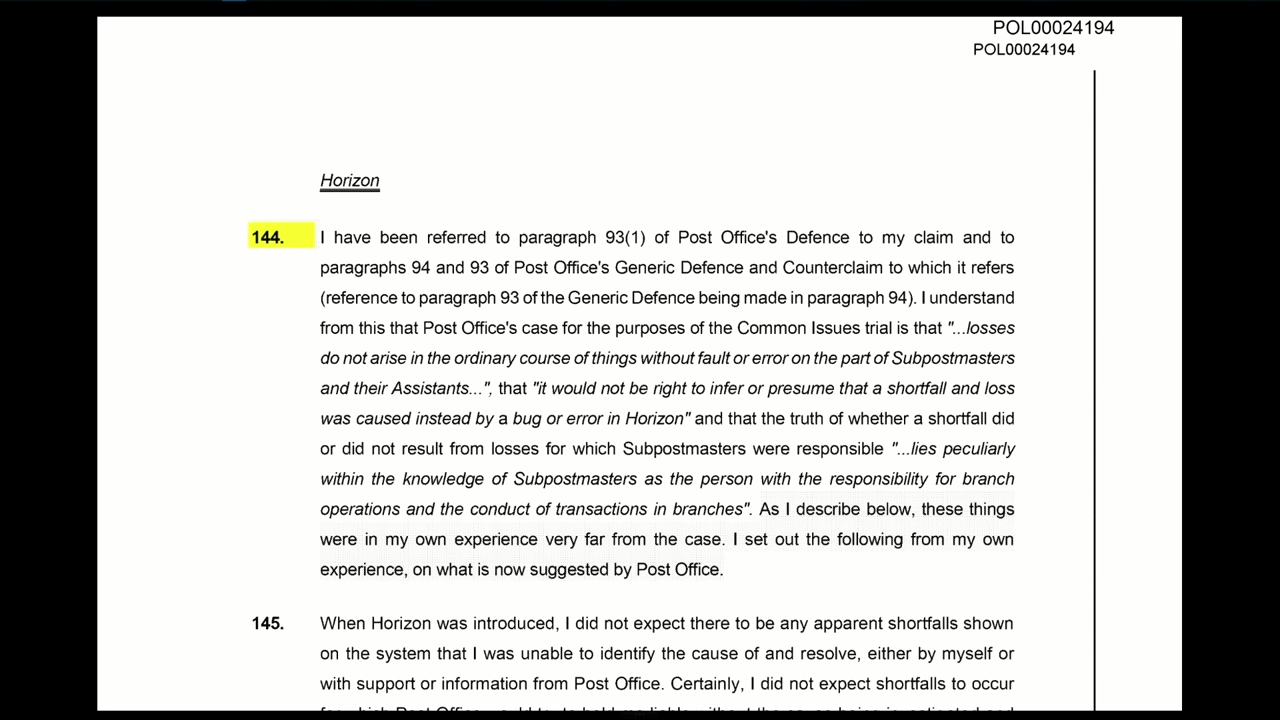 POL00024194
POL00024194
Horizon
144. I have been referred to paragraph 93(1) of Post Office's Defence to my claim and to
paragraphs 94 and 93 of Post Office's Generic Defence and Counterclaim to which it refers
(reference to paragraph 93 of the Generic Defence being made in paragraph 94). I understand
from this that Post Office's case for the purposes of the Common Issues trial is that "...losses
do not arise in the ordinary course of things without fault or error on the part of Subpostmasters
and their Assistants...", that "it would not be right to infer or presume that a shortfall and loss
was caused instead by a bug or error in Horizon" and that the truth of whether a shortfall did
or did not result from losses for which Subpostmasters were responsible "...lies peculiarly
within the knowledge of Subpostmasters as the person with the responsibility for branch
operations and the conduct of transactions in branches". As I describe below, these things
were in my own experience very far from the case. I set out the following from my own
experience, on what is now suggested by Post Office.
145. When Horizon was introduced, I did not expect there to be any apparent shortfalls shown
on the system that I was unable to identify the cause of and resolve, either by myself or
with support or information from Post Office. Certainly, I did not expect shortfalls to occur